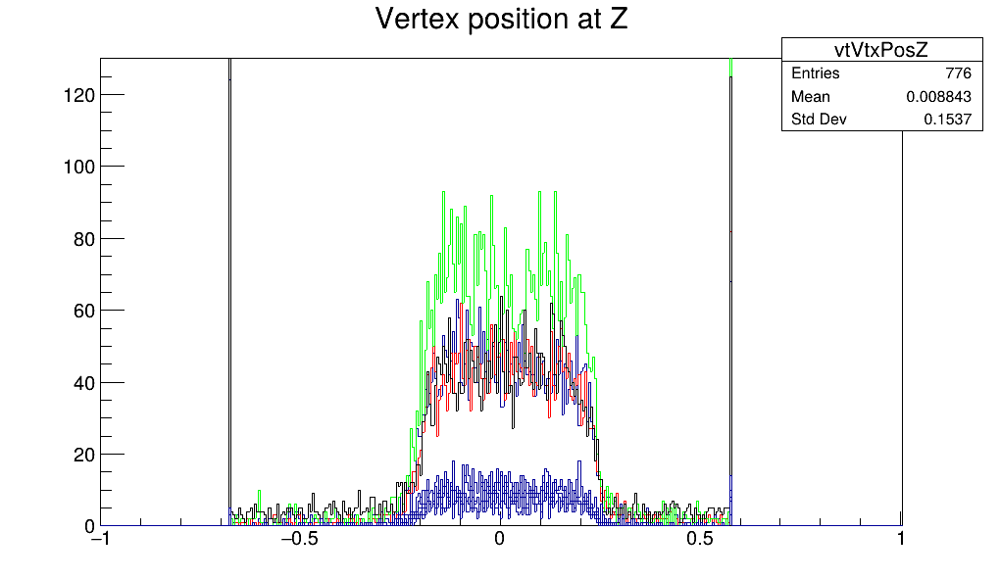 Vertex position at Z
vtVtxPosZ
Entries 776
Mean 0.008843
Std Dev 0.1537
120
100
80
60
40
20
0
−1 −0.5 0 0.5 1